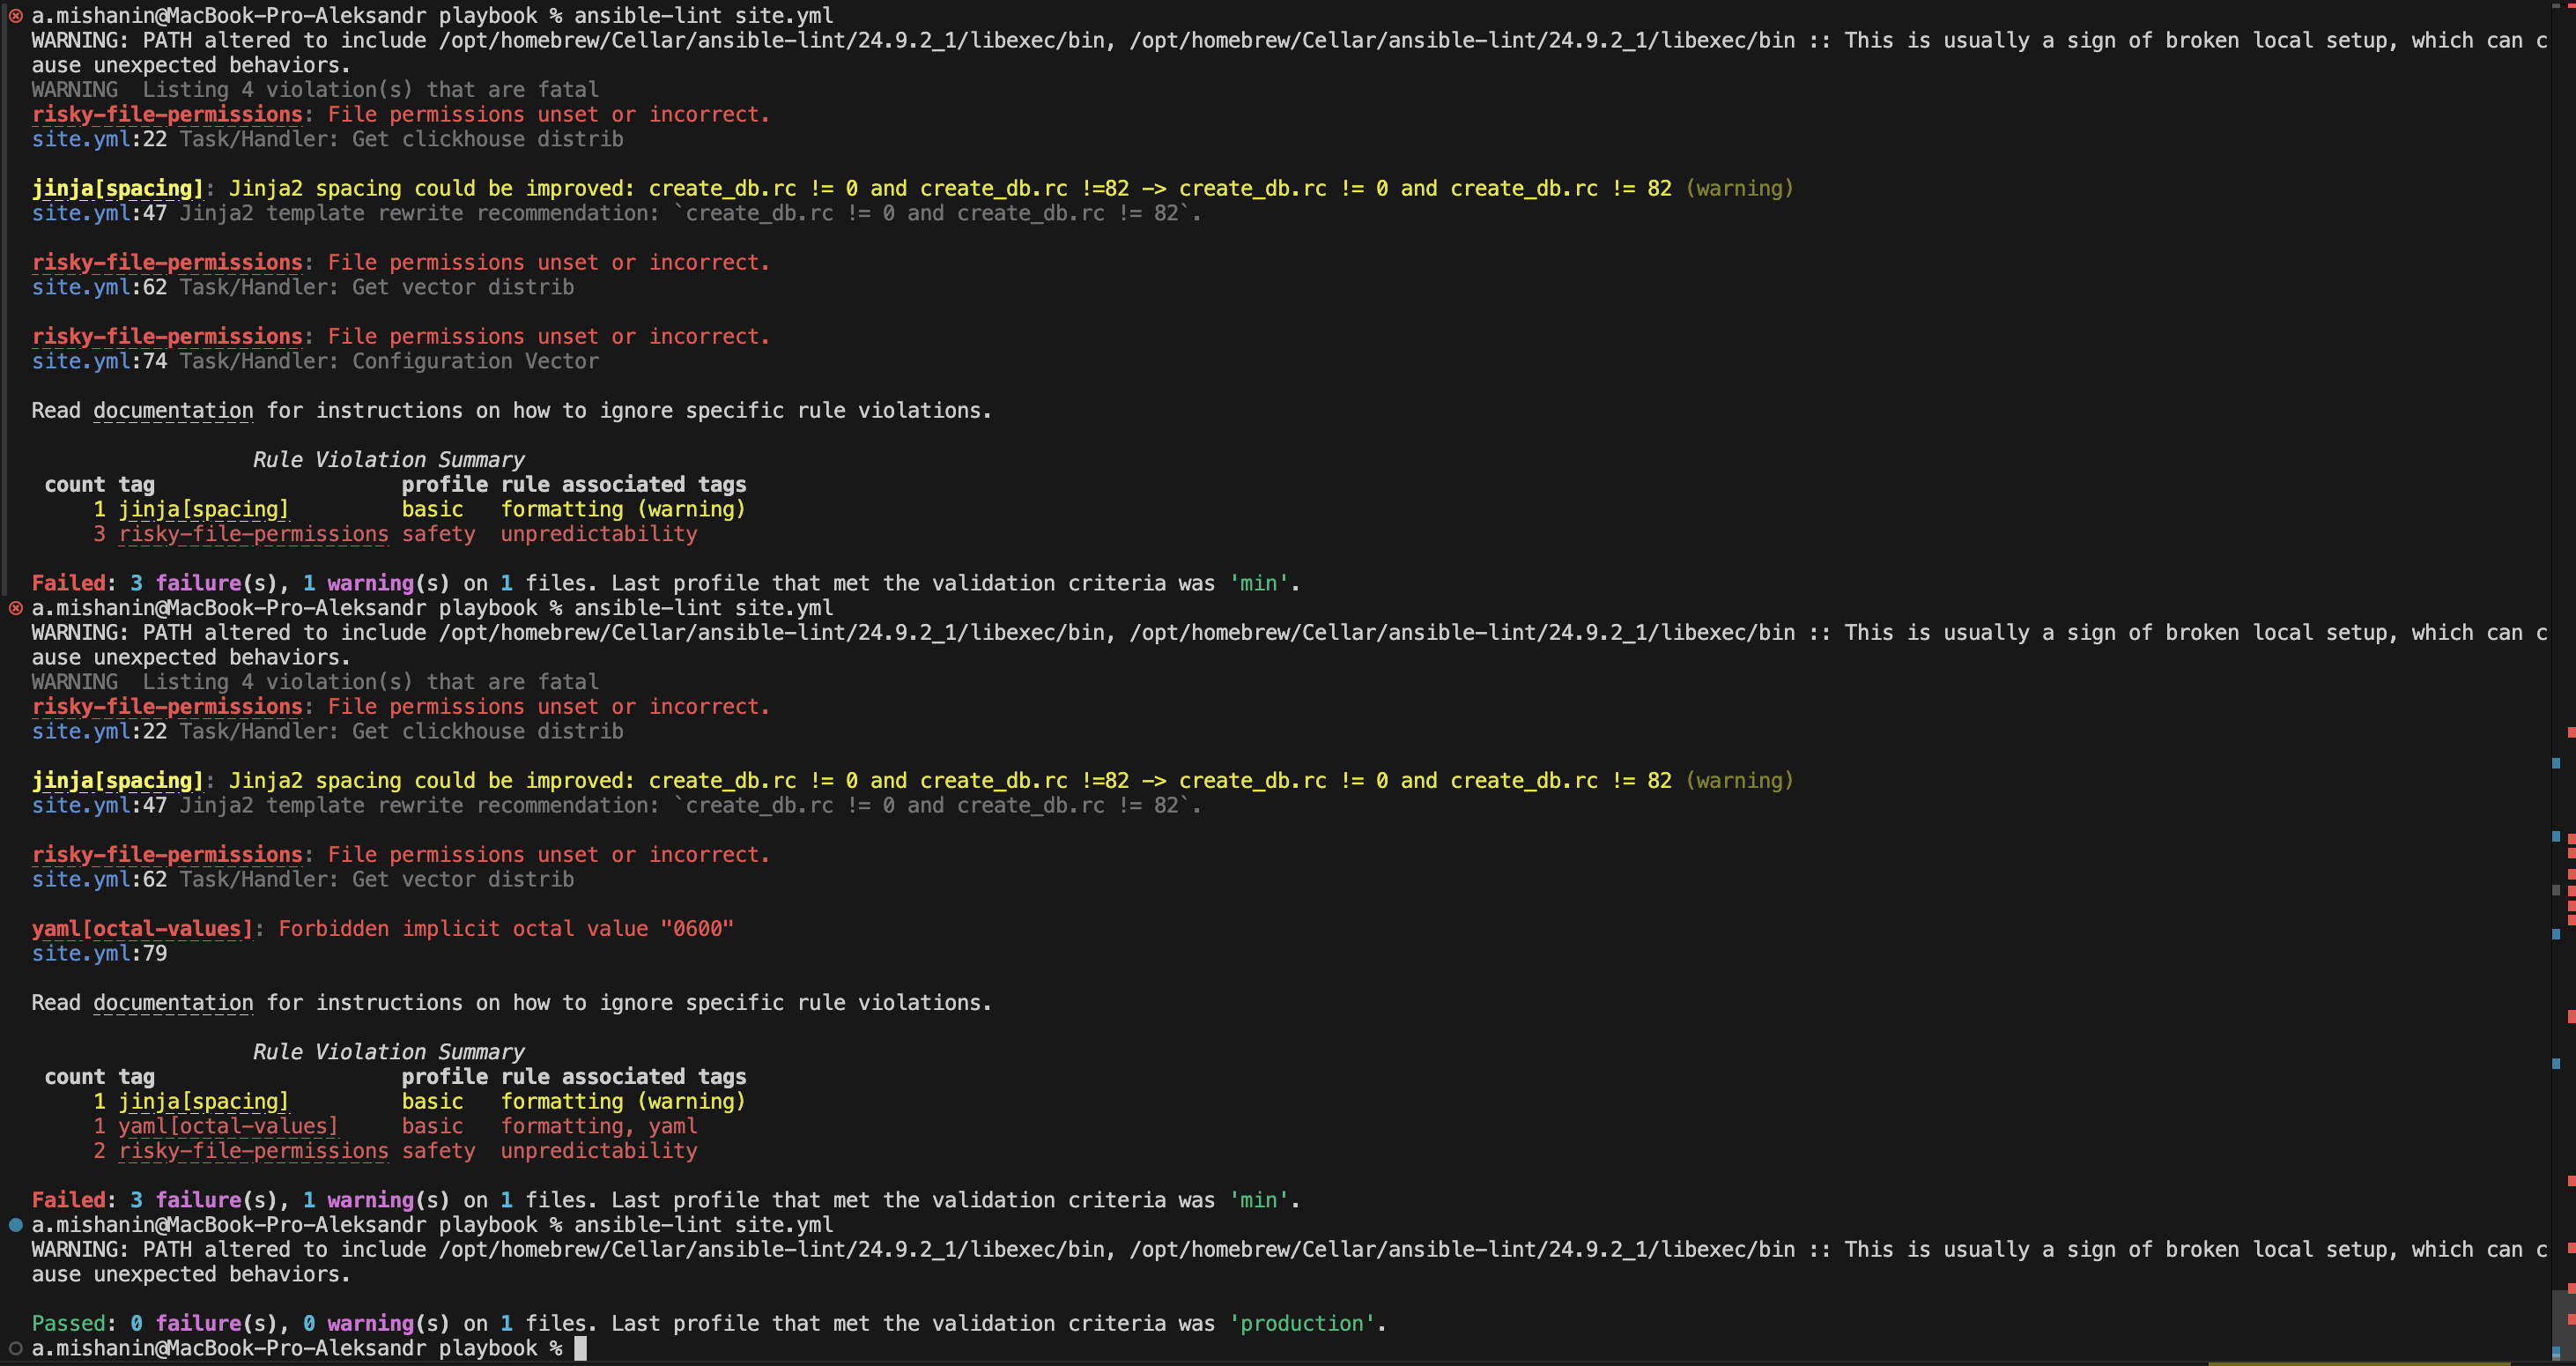 a.mishanin@MacBook-Pro-Aleksandr playbook % ansible-lint site.yml
WARNING: PATH altered to include /opt/homebrew/Cellar/ansible-lint/24.9.2_1/libexec/bin, /opt/homebrew/Cellar/ansible-lint/24.9.2_1/libexec/bin :: This is usually a sign of broken local setup, which can c
ause unexpected behaviors.
WARNING  Listing 4 violation(s) that are fatal
risky-file-permissions: File permissions unset or incorrect.
site.yml:22 Task/Handler: Get clickhouse distrib
jinja[spacing]: Jinja2 spacing could be improved: create_db.rc != 0 and create_db.rc !=82 -> create_db.rc != 0 and create_db.rc != 82 (warning)
site.yml:47 Jinja2 template rewrite recommendation: `create_db.rc != 0 and create_db.rc != 82`.
risky-file-permissions: File permissions unset or incorrect.
site.yml:62 Task/Handler: Get vector distrib
risky-file-permissions: File permissions unset or incorrect.
site.yml:74 Task/Handler: Configuration Vector
Read documentation for instructions on how to ignore specific rule violations.
Rule Violation Summary
count tag profile rule associated tags
1 jinja[spacing] basic formatting (warning)
3 risky-file-permissions safety unpredictability
Failed: 3 failure(s), 1 warning(s) on 1 files. Last profile that met the validation criteria was 'min'.
a.mishanin@MacBook-Pro-Aleksandr playbook % ansible-lint site.yml
WARNING: PATH altered to include /opt/homebrew/Cellar/ansible-lint/24.9.2_1/libexec/bin, /opt/homebrew/Cellar/ansible-lint/24.9.2_1/libexec/bin :: This is usually a sign of broken local setup, which can c
ause unexpected behaviors.
WARNING  Listing 4 violation(s) that are fatal
risky-file-permissions: File permissions unset or incorrect.
site.yml:22 Task/Handler: Get clickhouse distrib
jinja[spacing]: Jinja2 spacing could be improved: create_db.rc != 0 and create_db.rc !=82 -> create_db.rc != 0 and create_db.rc != 82 (warning)
site.yml:47 Jinja2 template rewrite recommendation: `create_db.rc != 0 and create_db.rc != 82`.
risky-file-permissions: File permissions unset or incorrect.
site.yml:62 Task/Handler: Get vector distrib
yaml[octal-values]: Forbidden implicit octal value "0600"
site.yml:79
Read documentation for instructions on how to ignore specific rule violations.
Rule Violation Summary
count tag profile rule associated tags
1 jinja[spacing] basic formatting (warning)
1 yaml[octal-values] basic formatting, yaml
2 risky-file-permissions safety unpredictability
Failed: 3 failure(s), 1 warning(s) on 1 files. Last profile that met the validation criteria was 'min'.
a.mishanin@MacBook-Pro-Aleksandr playbook % ansible-lint site.yml
WARNING: PATH altered to include /opt/homebrew/Cellar/ansible-lint/24.9.2_1/libexec/bin, /opt/homebrew/Cellar/ansible-lint/24.9.2_1/libexec/bin :: This is usually a sign of broken local setup, which can c
ause unexpected behaviors.
Passed: 0 failure(s), 0 warning(s) on 1 files. Last profile that met the validation criteria was 'production'.
a.mishanin@MacBook-Pro-Aleksandr playbook %